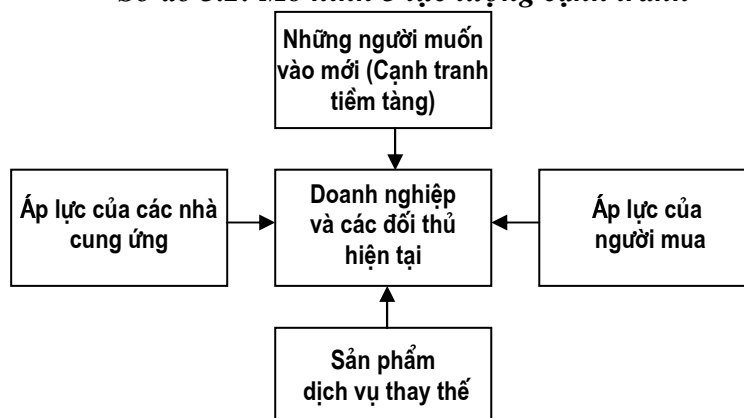 Những người muốn
vào mới (Cạnh tranh
tiềm tàng)
Áp lực của các nhà
cung ứng
Doanh nghiệp
và các đối thủ
hiện tại
Áp lực của
người mua
Sản phẩm
dịch vụ thay thế